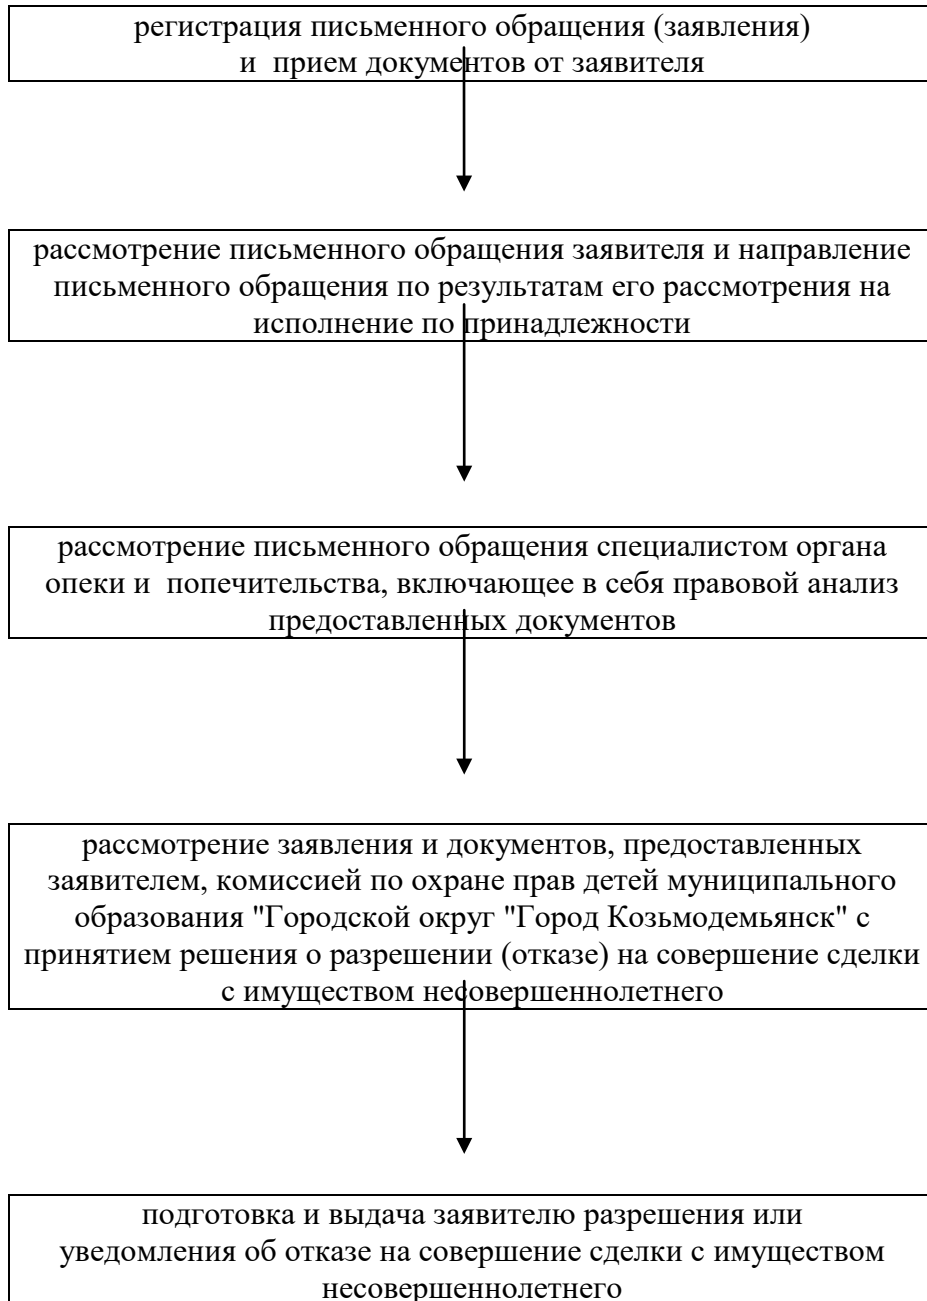 регистрация письменного обращения (заявления)
и  прием документов от заявителя
рассмотрение письменного обращения заявителя и направление
письменного обращения по результатам его рассмотрения на
исполнение по принадлежности
рассмотрение письменного обращения специалистом органа
опеки и  попечительства, включающее в себя правовой анализ
предоставленных документов
рассмотрение заявления и документов, предоставленных
заявителем, комиссией по охране прав детей муниципального
образования "Городской округ "Город Козьмодемьянск" с
принятием решения о разрешении (отказе) на совершение сделки
с имуществом несовершеннолетнего
подготовка и выдача заявителю разрешения или
уведомления об отказе на совершение сделки с имуществом
несовершеннолетнего